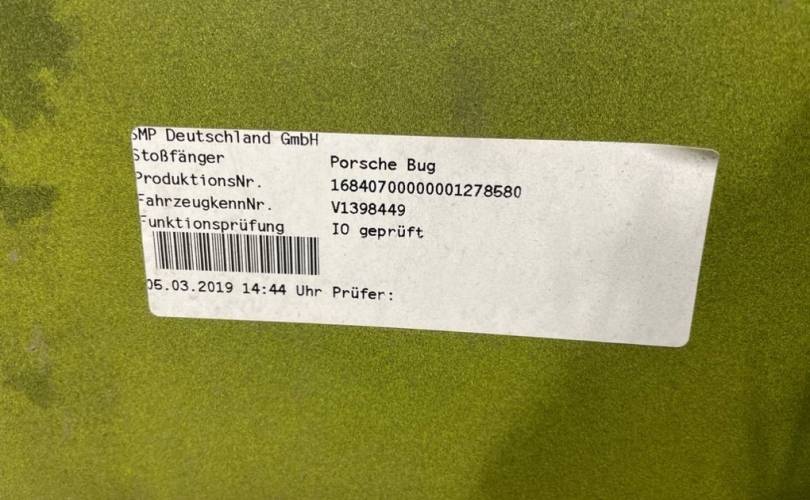 SMP Deutschland GmbH
Stoßfänger Porsche Bug
ProduktionsNr. 16840700000001278580
FahrzeugkennNr. V1398449
Funktionsprüfung IO geprüft
05.03.2019 14:44 Uhr Prüfer: